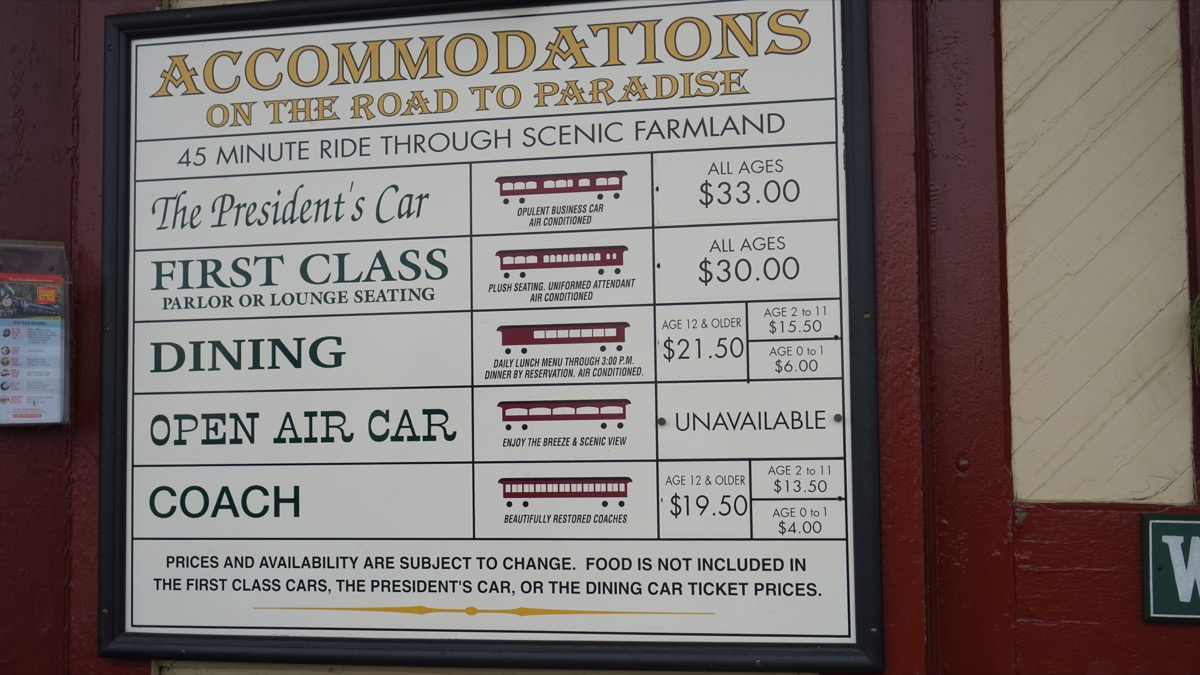 ACCOMMODATIONS
ON THE ROAD TO PARADISE
45 MINUTE RIDE THROUGH SCENIC FARMLAND
The President's Car
OPULENT BUSINESS CAR
AIR CONDITIONED
ALL AGES
$33.00
FIRST CLASS
PARLOR OR LOUNGE SEATING
PLUSH SEATING. UNIFORMED ATTENDANT
AIR CONDITIONED
ALL AGES
$30.00
DINING
DAILY LUNCH MENU THROUGH 3:00 P.M.
DINNER BY RESERVATION. AIR CONDITIONED.
AGE 12 & OLDER
$21.50
AGE 2 to 11
$15.50
AGE 0 to 1
$6.00
OPEN AIR CAR
ENJOY THE BREEZE & SCENIC VIEW
UNAVAILABLE
COACH
BEAUTIFULLY RESTORED COACHES
AGE 12 & OLDER
$19.50
AGE 2 to 11
$13.50
AGE 0 to 1
$4.00
PRICES AND AVAILABILITY ARE SUBJECT TO CHANGE. FOOD IS NOT INCLUDED IN
THE FIRST CLASS CARS, THE PRESIDENT'S CAR, OR THE DINING CAR TICKET PRICES.
W